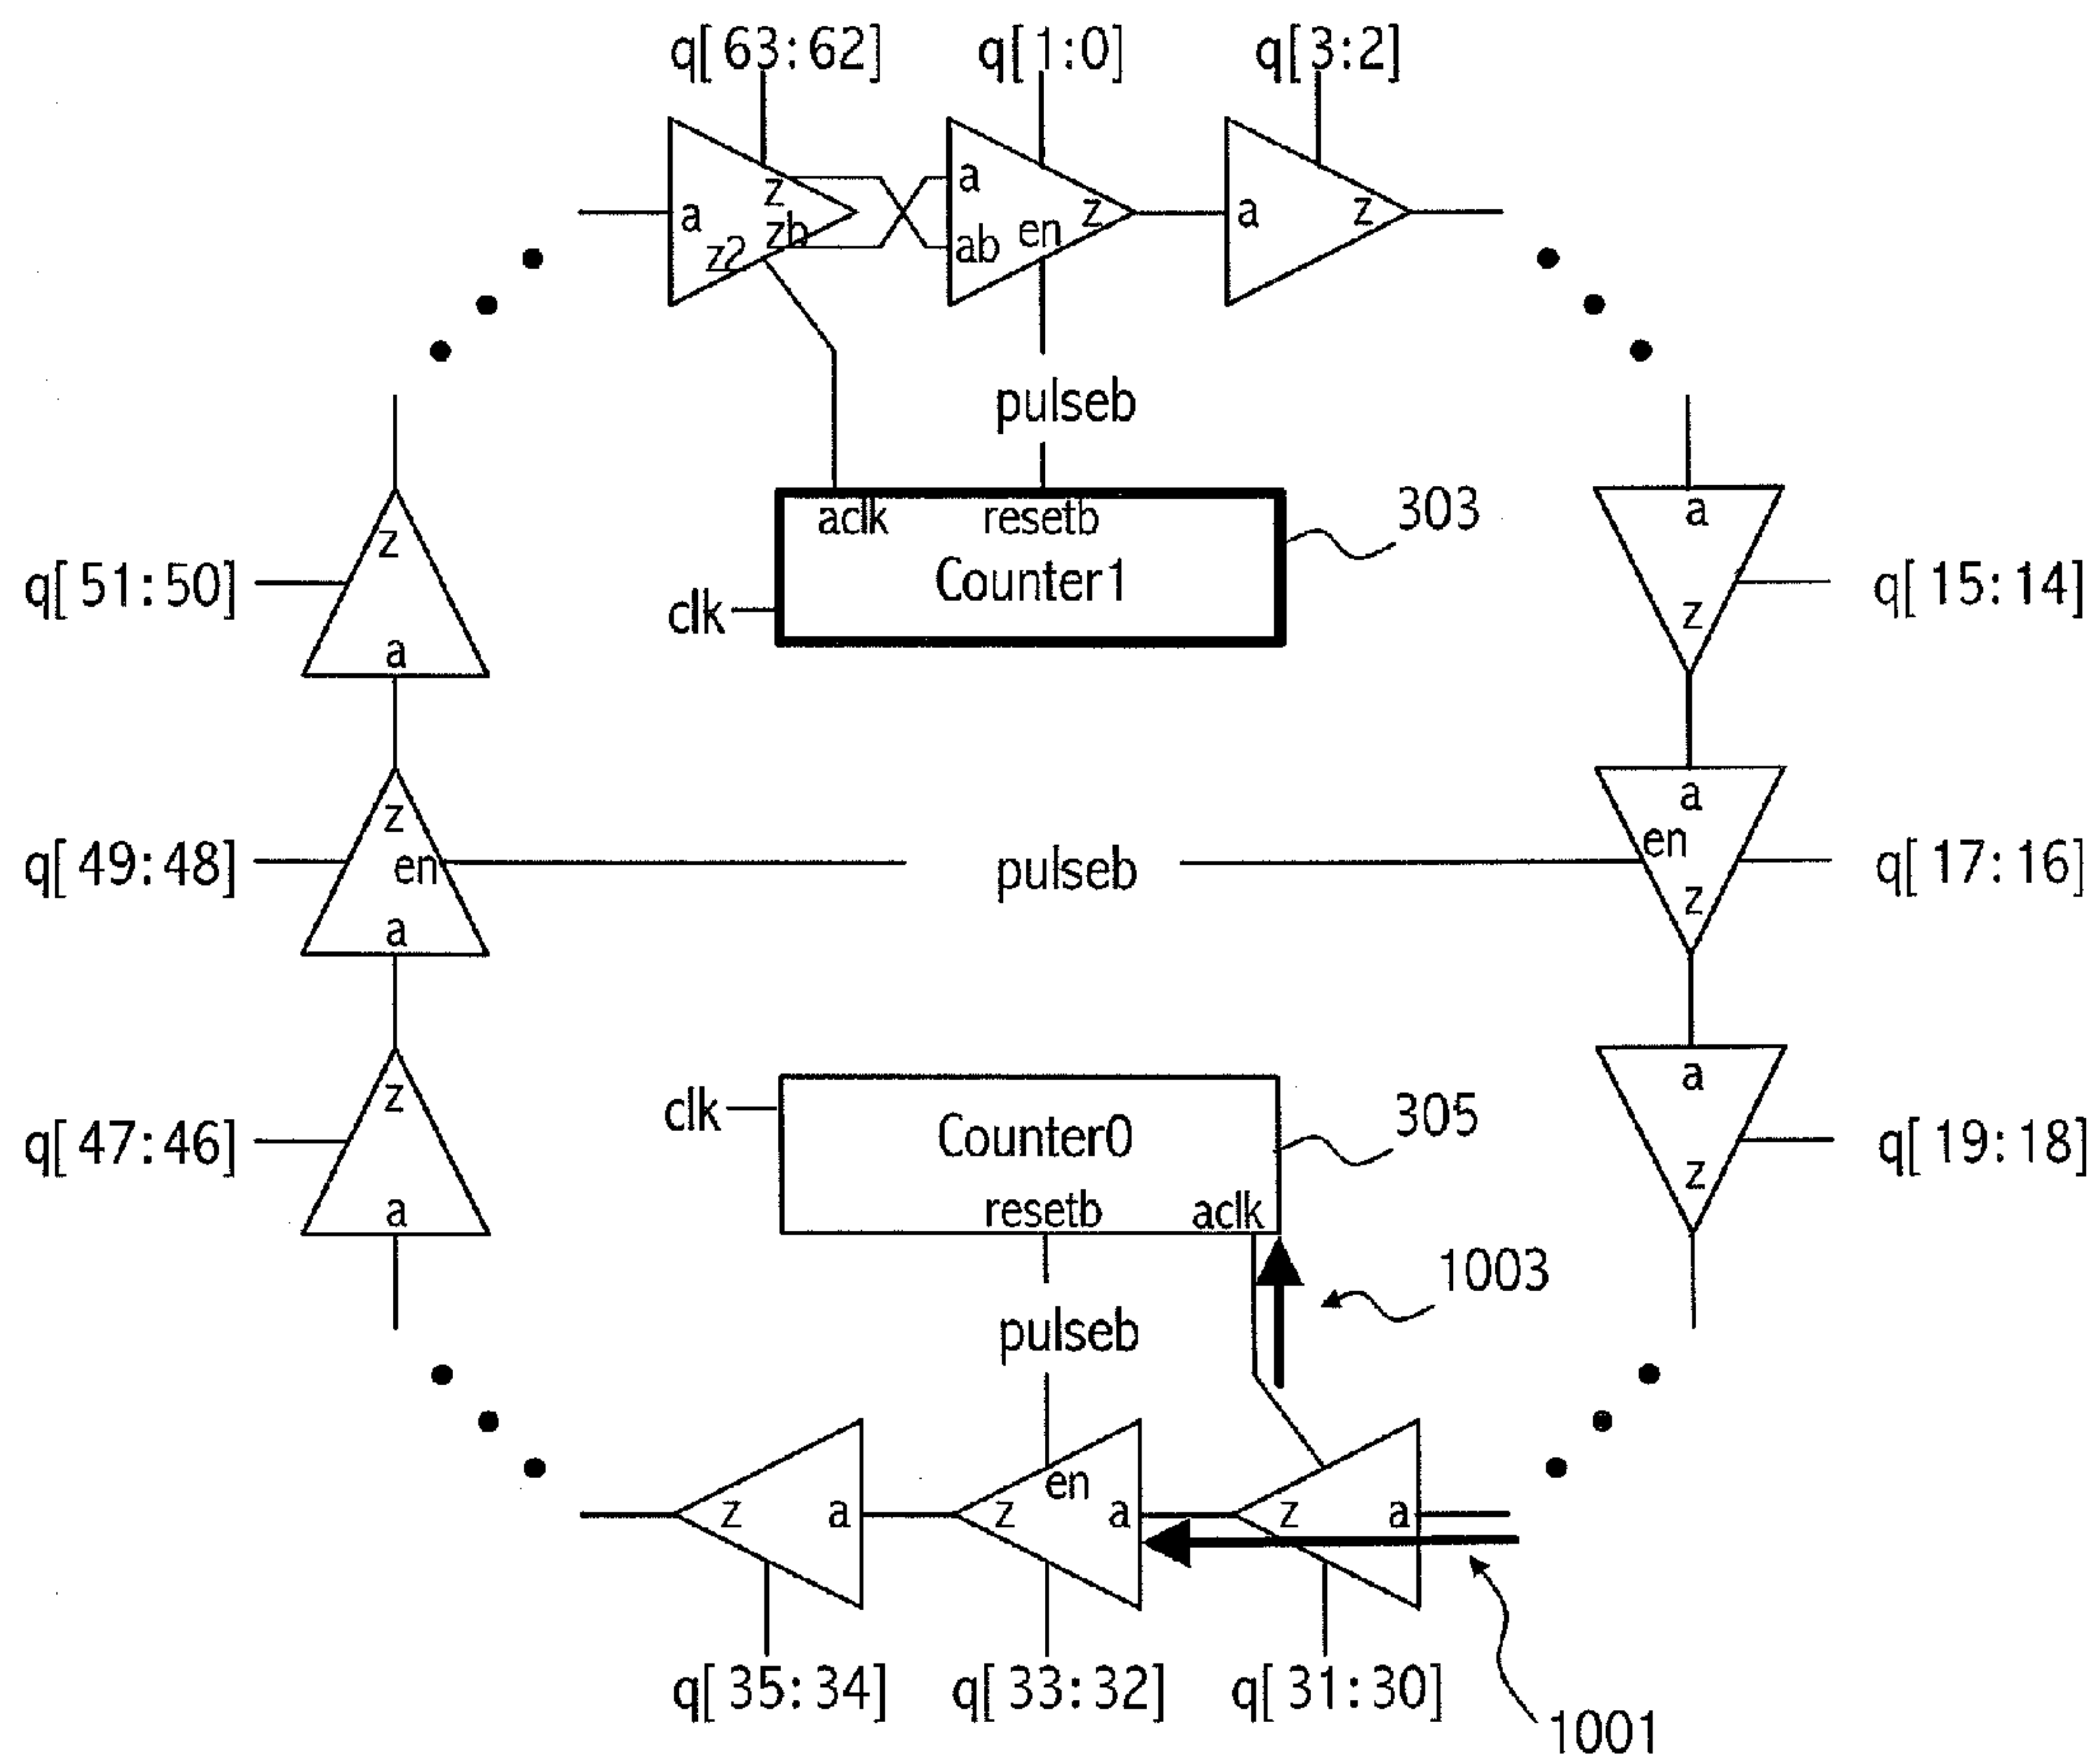 q[63:62] q[1:0] q[3:2]
z a
a zb a z
z2 ab en z
pulseb
aclk resetb 303
Counter1
clk
z a
q[51:50] q[15:14]
a z
z a
en
q[49:48] pulseb q[17:16]
en
a z
z a
clk Counter0 305
q[47:46] q[19:18]
a z
resetb aclk
1003
pulseb
en
z a z a z a
q[35:34] q[33:32] q[31:30]
1001